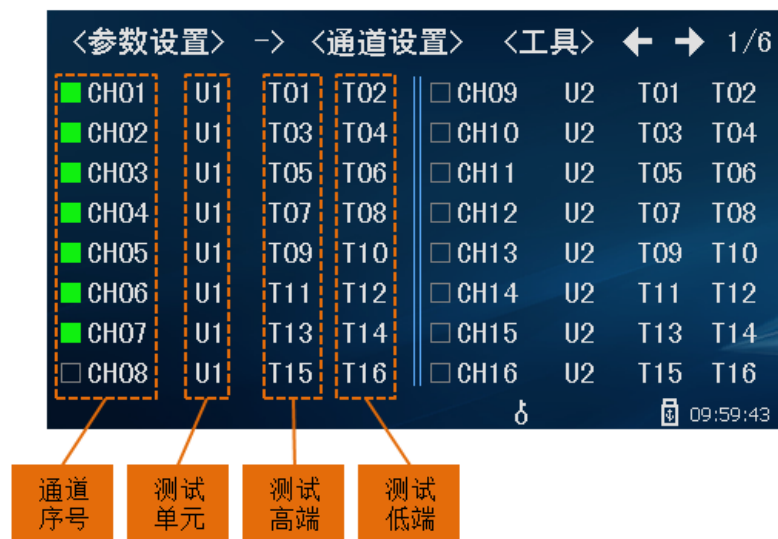 <参数设置> -> <通道设置> <工具> ← → 1/6
CH01 U1 T01 T02 CH09 U2 T01 T02
CH02 U1 T03 T04 CH10 U2 T03 T04
CH03 U1 T05 T06 CH11 U2 T05 T06
CH04 U1 T07 T08 CH12 U2 T07 T08
CH05 U1 T09 T10 CH13 U2 T09 T10
CH06 U1 T11 T12 CH14 U2 T11 T12
CH07 U1 T13 T14 CH15 U2 T13 T14
CH08 U1 T15 T16 CH16 U2 T15 T16
09:59:43
通道
序号
测试
单元
测试
高端
测试
低端